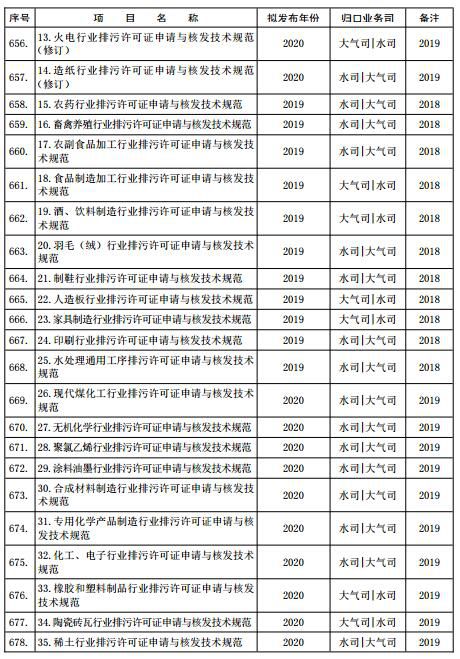 序号 项目名称 拟发布年份 归口业务司 备注
656. 13.火电行业排污许可证申请与核发技术规范 2020 大气司|水司 2019
（修订）
657. 14.造纸行业排污许可证申请与核发技术规范 2020 水司|大气司 2019
（修订）
658. 15.农药行业排污许可证申请与核发技术规范 2019 水司|大气司 2018
659. 16.畜禽养殖行业排污许可证申请与核发技术规范 2019 水司|大气司 2018
660. 17.农副食品加工行业排污许可证申请与核发技 2019 水司|大气司 2018
术规范
661. 18.食品制造加工行业排污许可证申请与核发技 2019 大气司|水司 2018
术规范
662. 19.酒、饮料制造行业排污许可证申请与核发技 2019 大气司|水司 2018
术规范
663. 20.羽毛（绒）行业排污许可证申请与核发技术 2019 水司|大气司 2018
规范
664. 21.制鞋行业排污许可证申请与核发技术规范 2019 水司|大气司 2018
665. 22.人造板行业排污许可证申请与核发技术规范 2019 大气司|水司 2018
666. 23.家具制造行业排污许可证申请与核发技术规范 2019 大气司|水司 2018
667. 24.印刷行业排污许可证申请与核发技术规范 2019 水司|大气司 2018
668. 25.水处理通用工序排污许可证申请与核发技术 2019 水司|大气司 2018
规范
669. 26.现代煤化工行业排污许可证申请与核发技术 2020 水司|大气司 2019
规范
670. 27.无机化学行业排污许可证申请与核发技术规范 2020 水司|大气司 2019
671. 28.聚氯乙烯行业排污许可证申请与核发技术规范 2020 水司|大气司 2019
672. 29.涂料油墨行业排污许可证申请与核发技术规范 2020 水司|大气司 2019
673. 30.合成材料制造行业排污许可证申请与核发技 2020 水司|大气司 2019
术规范
674. 31.专用化学产品制造行业排污许可证申请与核 2020 水司|大气司 2019
发技术规范
675. 32.化工、电子行业排污许可证申请与核发技术 2020 水司|大气司 2019
规范
676. 33.橡胶和塑料制品行业排污许可证申请与核发 2020 大气司|水司 2019
技术规范
677. 34.陶瓷砖瓦行业排污许可证申请与核发技术规范 2020 大气司|水司 2019
678. 35.稀土行业排污许可证申请与核发技术规范 2020 水司|大气司 2019